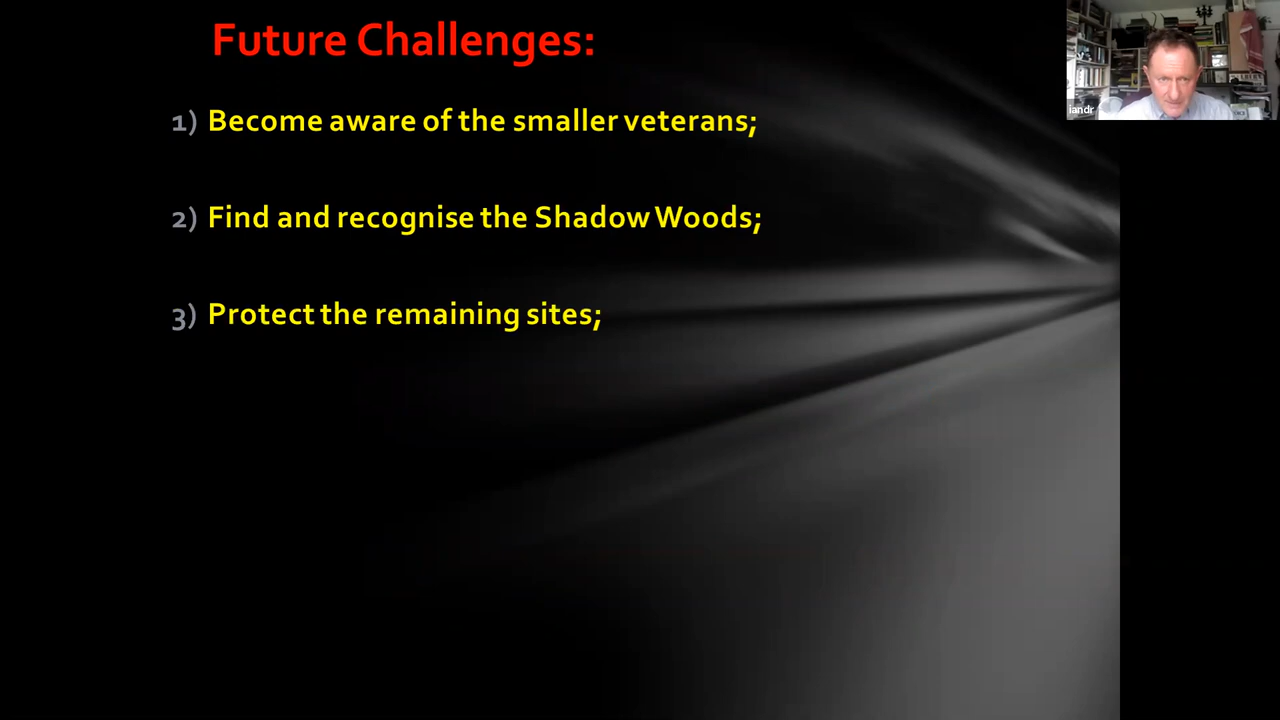 Future Challenges:
1) Become aware of the smaller veterans;
2) Find and recognise the Shadow Woods;
3) Protect the remaining sites;
iandr